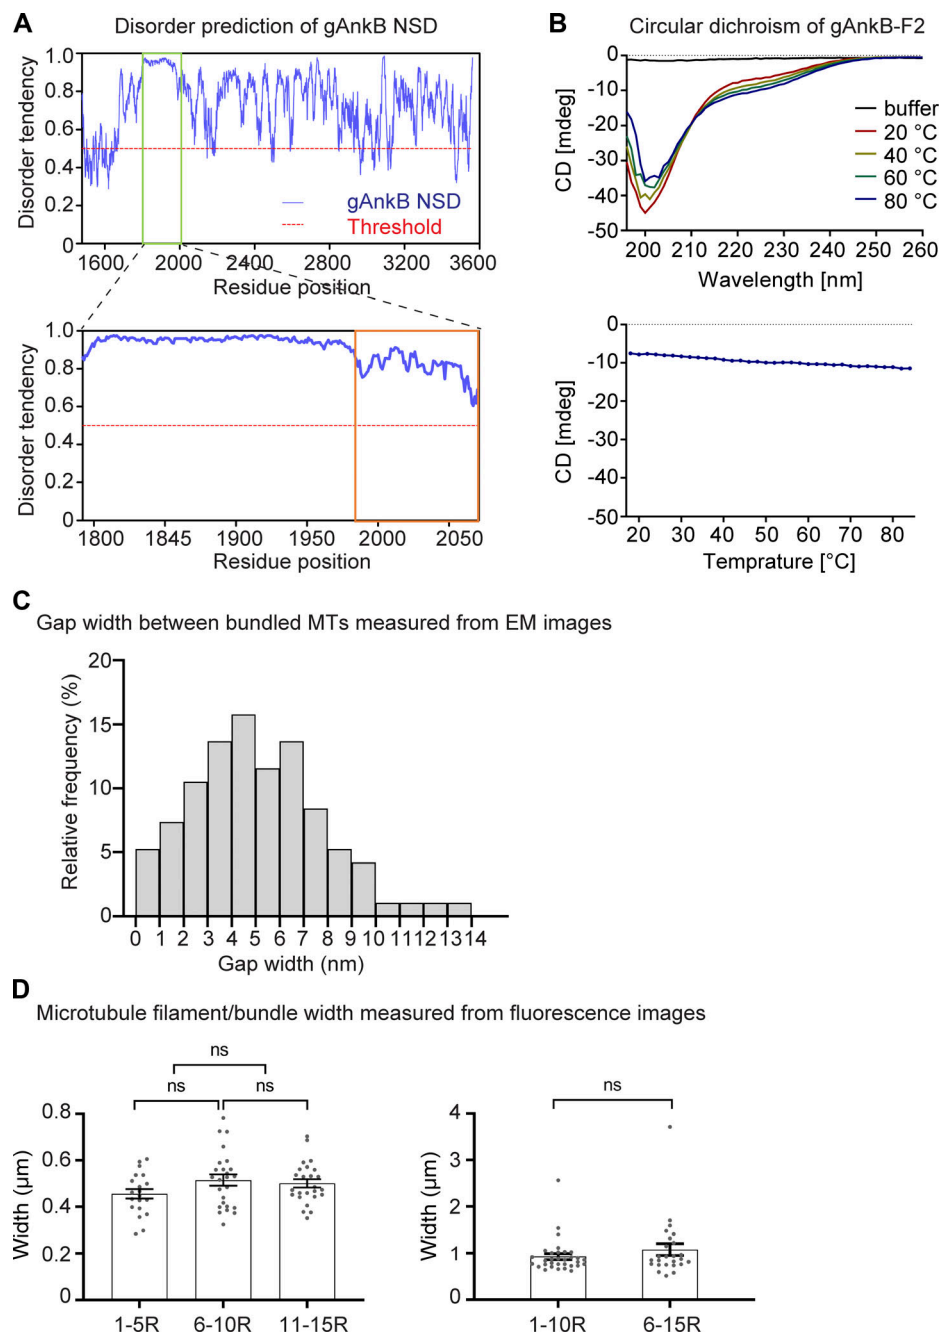 A Disorder prediction of gAnkB NSD
Disorder tendency
1.0
0.8
0.6
0.4
0.2
0
gAnkB NSD
Threshold
1600 2000 2400 2800 3200 3600
Residue position
Disorder tendency
1.0
0.8
0.6
0.4
0.2
0
1800 1845 1900 1950 2000 2050
Residue position
B Circular dichroism of gAnkB-F2
CD [mdeg]
0
-10
-20
-30
-40
-50
buffer
20 °C
40 °C
60 °C
80 °C
200 210 220 230 240 250 260
Wavelength [nm]
CD [mdeg]
0
-10
-20
-30
-40
-50
20 30 40 50 60 70 80
Temprature [°C]
C
Gap width between bundled MTs measured from EM images
Relative frequency (%)
20
15
10
5
0
0 1 2 3 4 5 6 7 8 9 10 11 12 13 14
Gap width (nm)
D
Microtubule filament/bundle width measured from fluorescence images
ns
ns ns
Width (μm)
0.8
0.6
0.4
0.2
0
1-5R 6-10R 11-15R
ns
Width (μm)
4
3
2
1
0
1-10R 6-15R